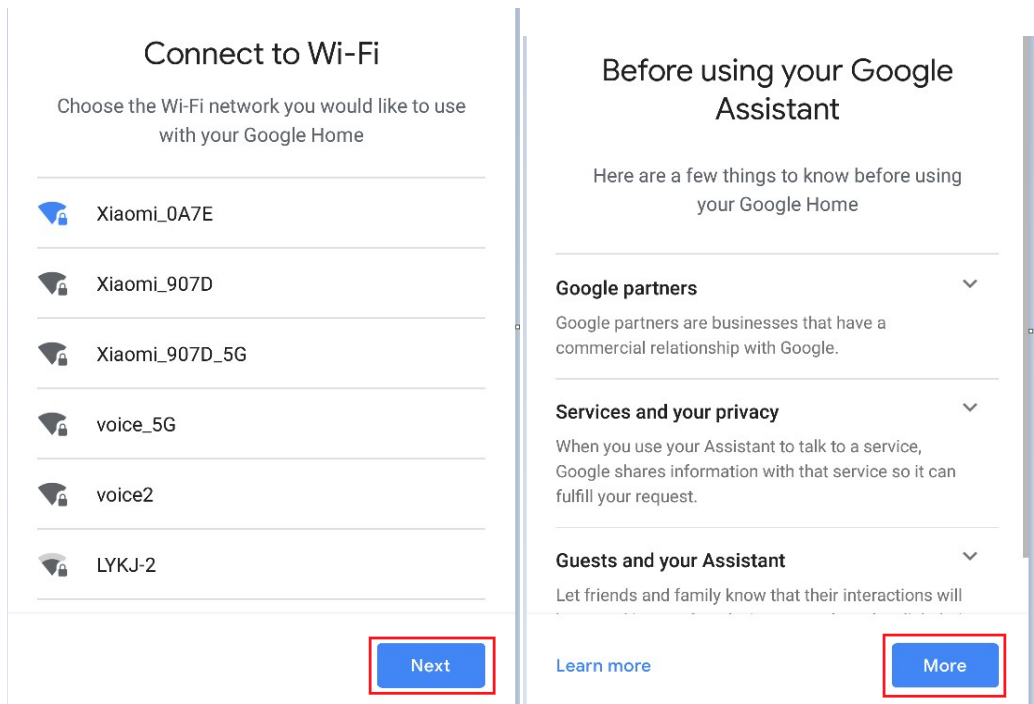 Connect to Wi-Fi
Choose the Wi-Fi network you would like to use
with your Google Home
Xiaomi_0A7E
Xiaomi_907D
Xiaomi_907D_5G
voice_5G
voice2
LYKJ-2
Next
Before using your Google
Assistant
Here are a few things to know before using
your Google Home
Google partners
Google partners are businesses that have a
commercial relationship with Google.
Services and your privacy
When you use your Assistant to talk to a service,
Google shares information with that service so it can
fulfill your request.
Guests and your Assistant
Let friends and family know that their interactions will
Learn more
More